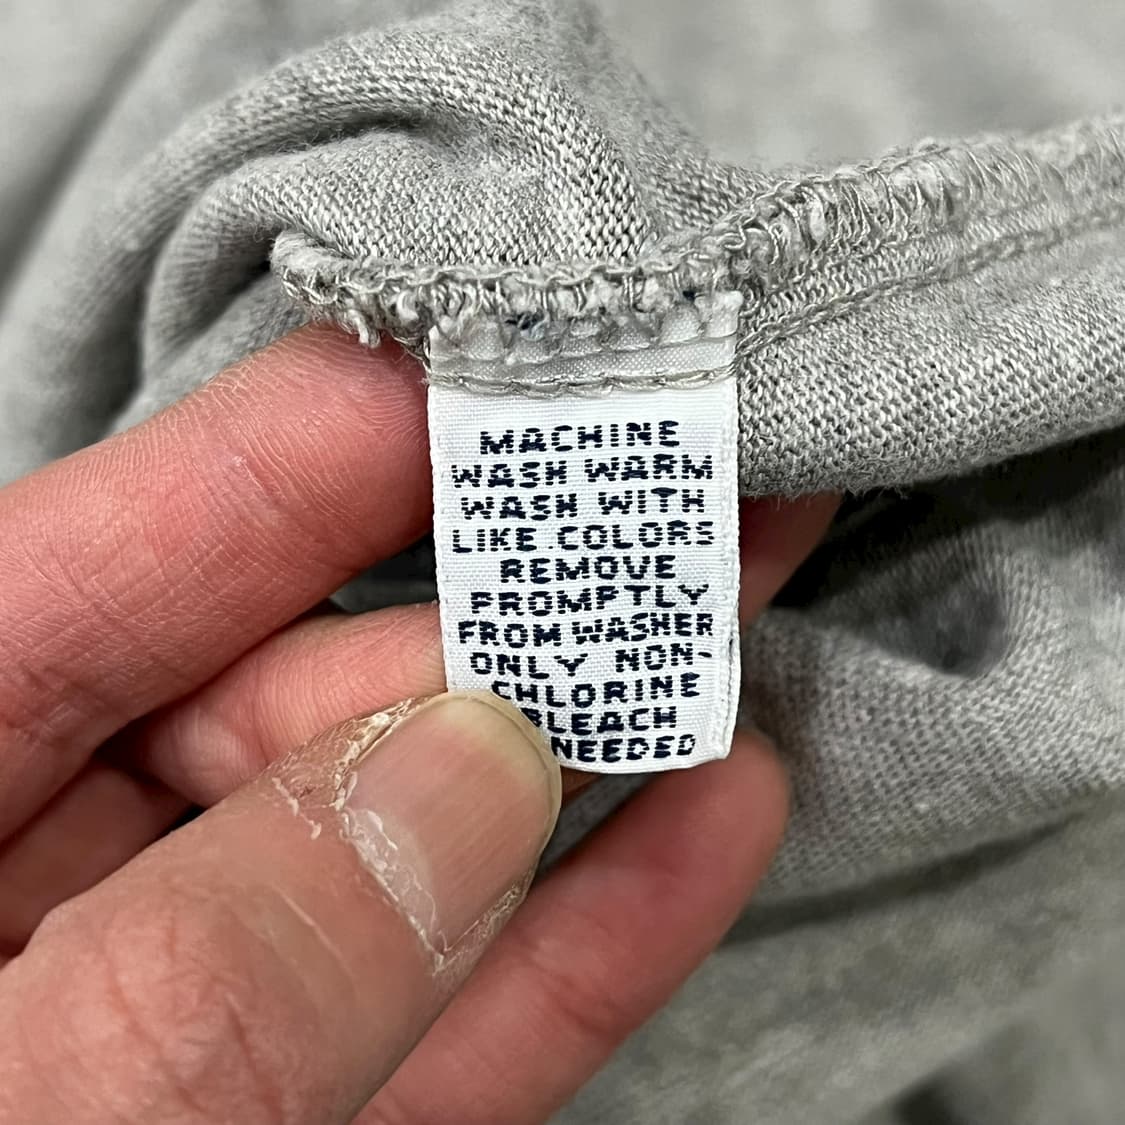 MACHINE
WASH WARM
WASH WITH
LIKE COLORS
REMOVE
PROMPTLY
FROM WASHER
ONLY NON-
CHLORINE
BLEACH
NEEDED